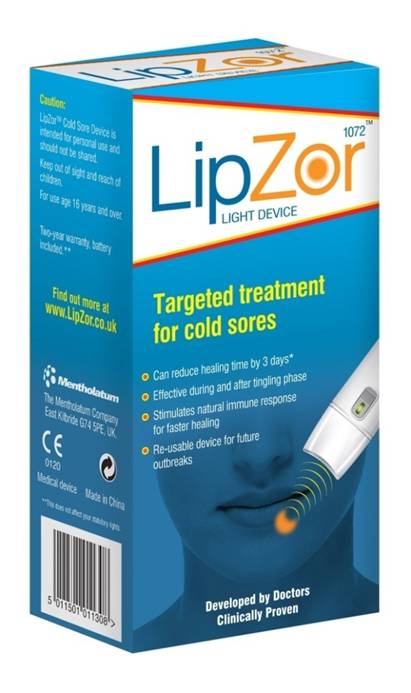 LipZor
1072
LIGHT DEVICE
Caution:
LipZor™ Cold Sore Device is
intended for personal use and
should not be shared.
Keep out of sight and reach of
children.
For use age 16 years and over.
Two-year warranty, battery
included.**
Find out more at
www.LipZor.co.uk
Mentholatum
The Mentholatum Company
East Kilbride G74 5PE, UK.
CE
0120
Medical device
Made in China
**This does not affect your statutory rights
5 011501 011308 >
LipZor™
1072
LIGHT DEVICE
Targeted treatment
for cold sores
Can reduce healing time by 3 days*
Effective during and after tingling phase
Stimulates natural immune response
for faster healing
Re-usable device for future
outbreaks
Developed by Doctors
Clinically Proven